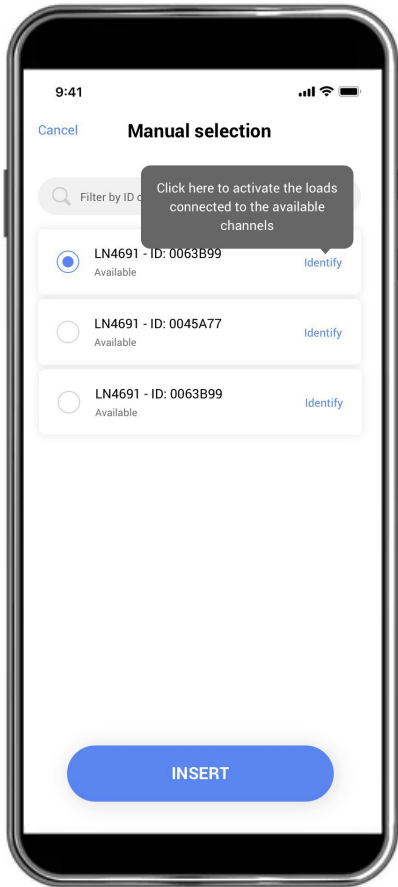 9:41
Cancel
Manual selection
Filter by ID
Click here to activate the loads
connected to the available
channels
LN4691 - ID: 0063B99
Available
Identify
LN4691 - ID: 0045A77
Available
Identify
LN4691 - ID: 0063B99
Available
Identify
INSERT